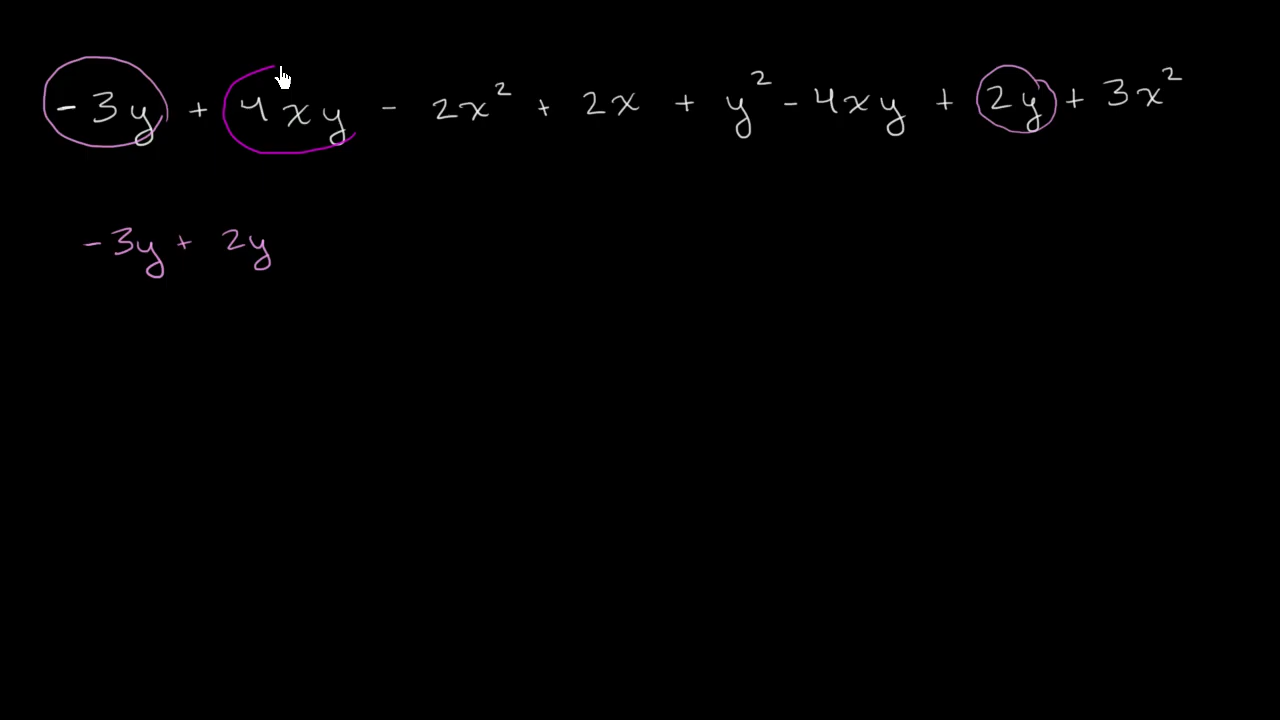 -3y + 4xy - 2x² + 2x + y² - 4xy + 2y + 3x²
-3y + 2y